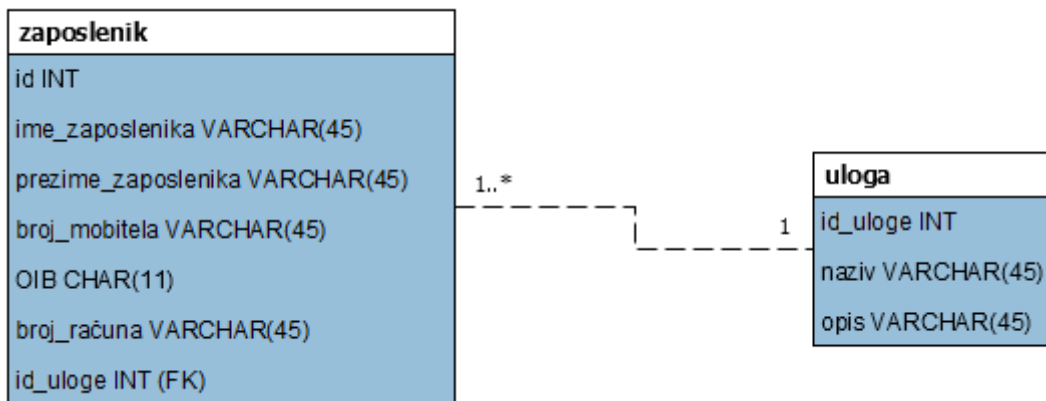 zaposlenik
id INT
ime_zaposlenika VARCHAR(45)
prezime_zaposlenika VARCHAR(45)
broj_mobitela VARCHAR(45)
OIB CHAR(11)
broj_računa VARCHAR(45)
id_uloge INT (FK)
1..*
1
uloga
id_uloge INT
naziv VARCHAR(45)
opis VARCHAR(45)